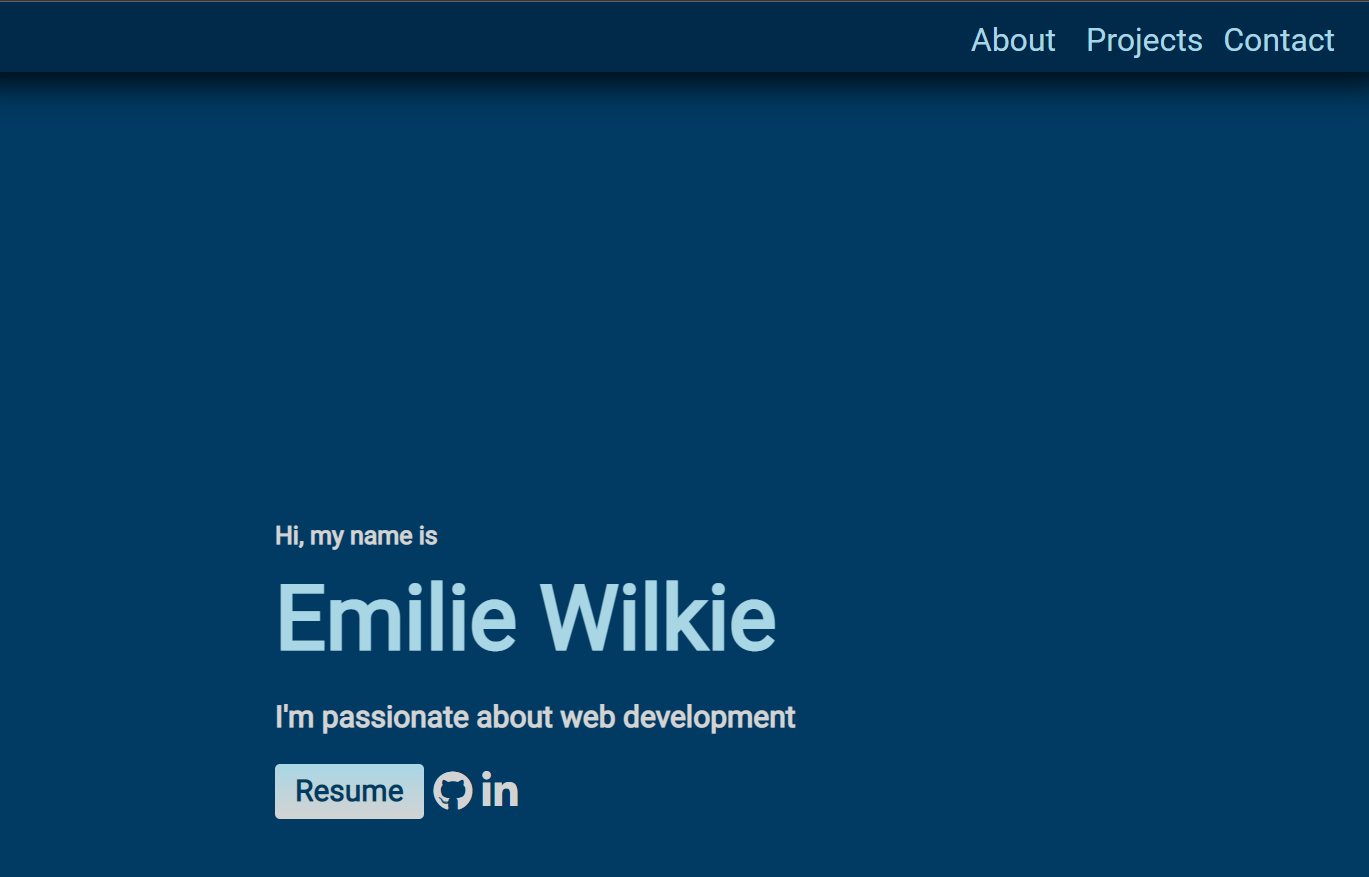 About Projects Contact
Hi, my name is
Emilie Wilkie
I'm passionate about web development
Resume in